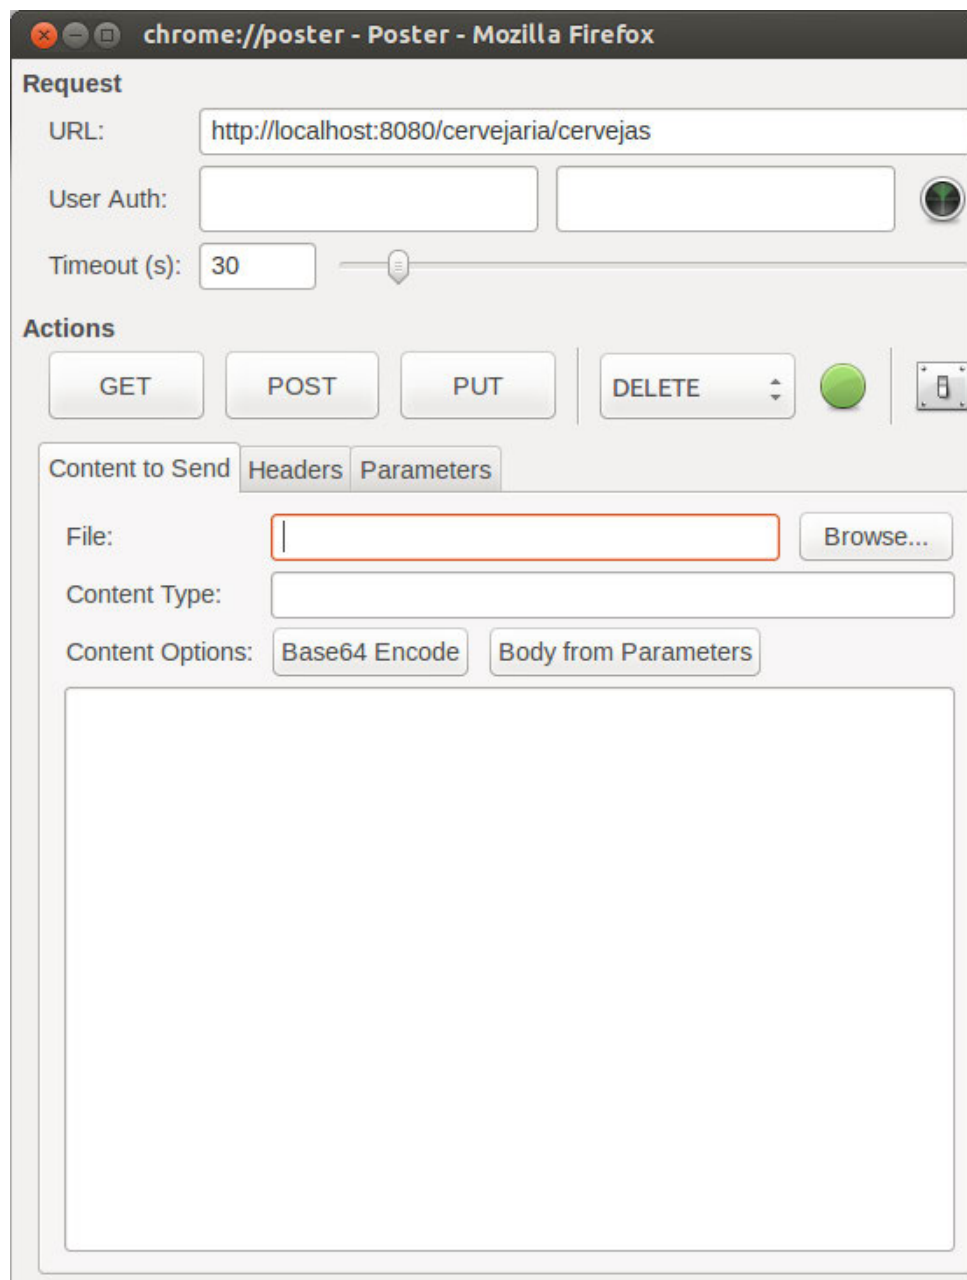 chrome://poster - Poster - Mozilla Firefox
Request
URL: http://localhost:8080/cervejaria/cervejas
User Auth:
Timeout (s): 30
Actions
GET POST PUT DELETE
Content to Send Headers Parameters
File: Browse...
Content Type:
Content Options: Base64 Encode Body from Parameters